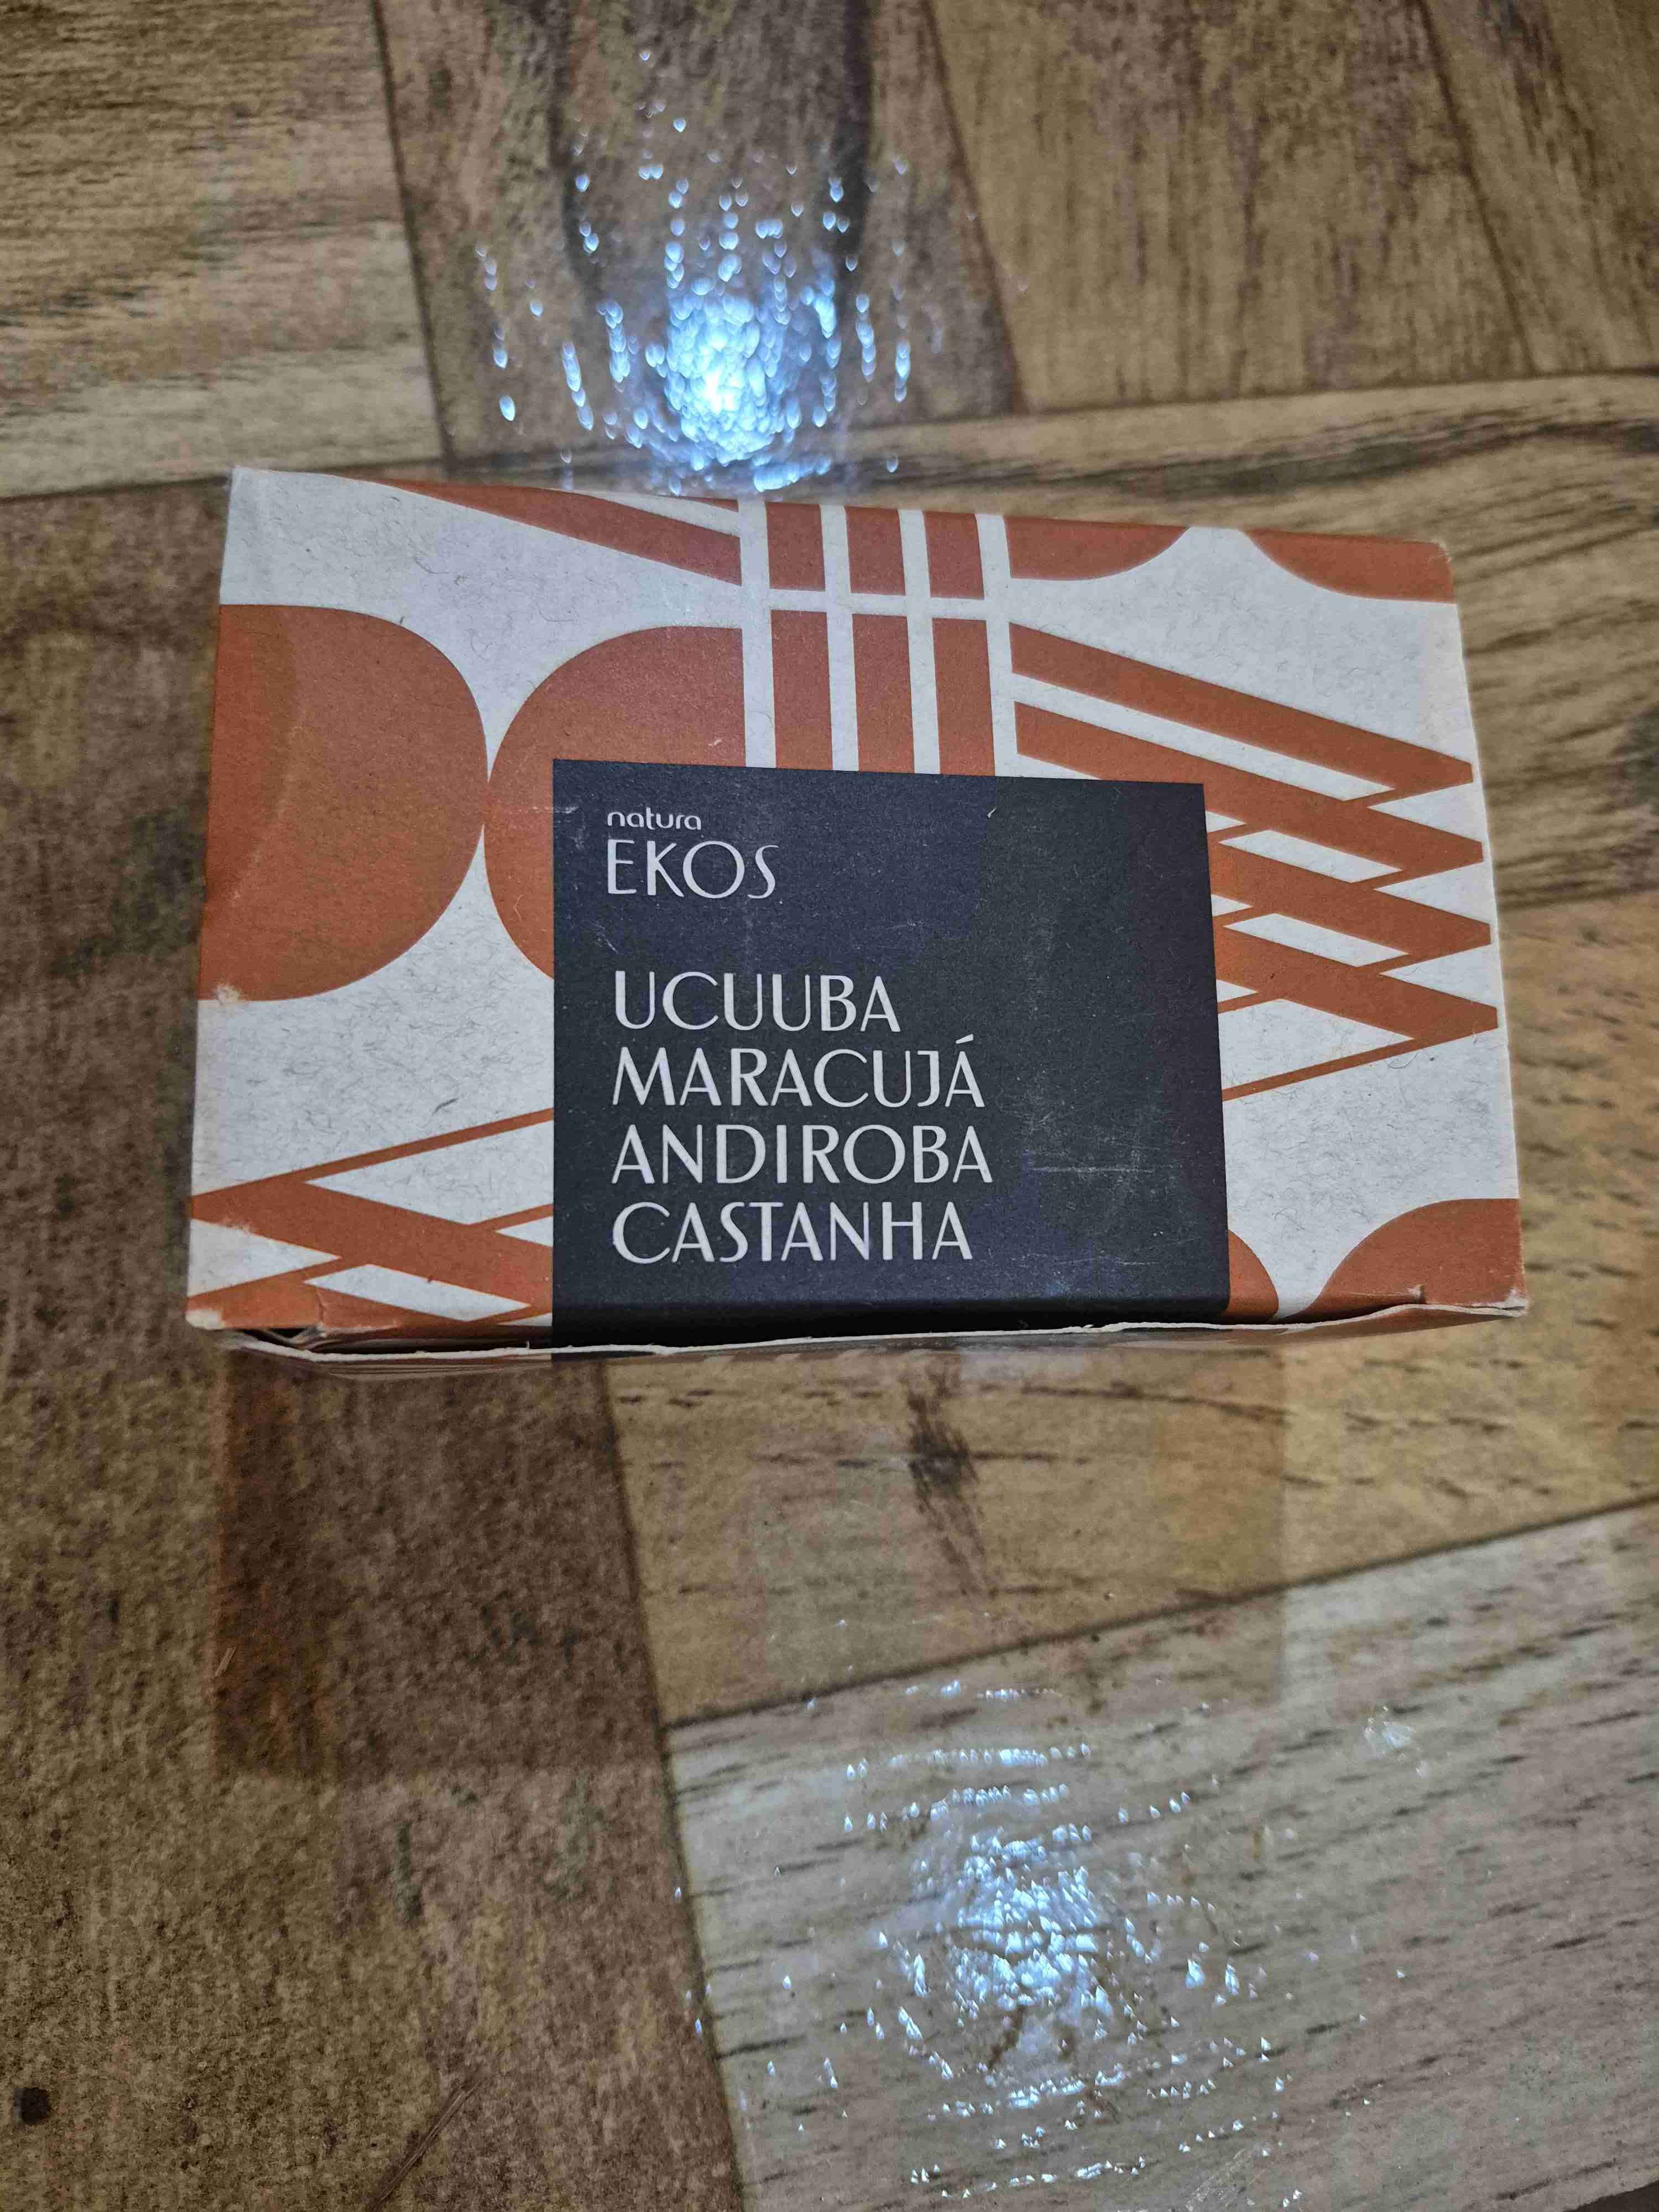 natura
EKOS
UCUUBA
MARACUJÁ
ANDIROBA
CASTANHA